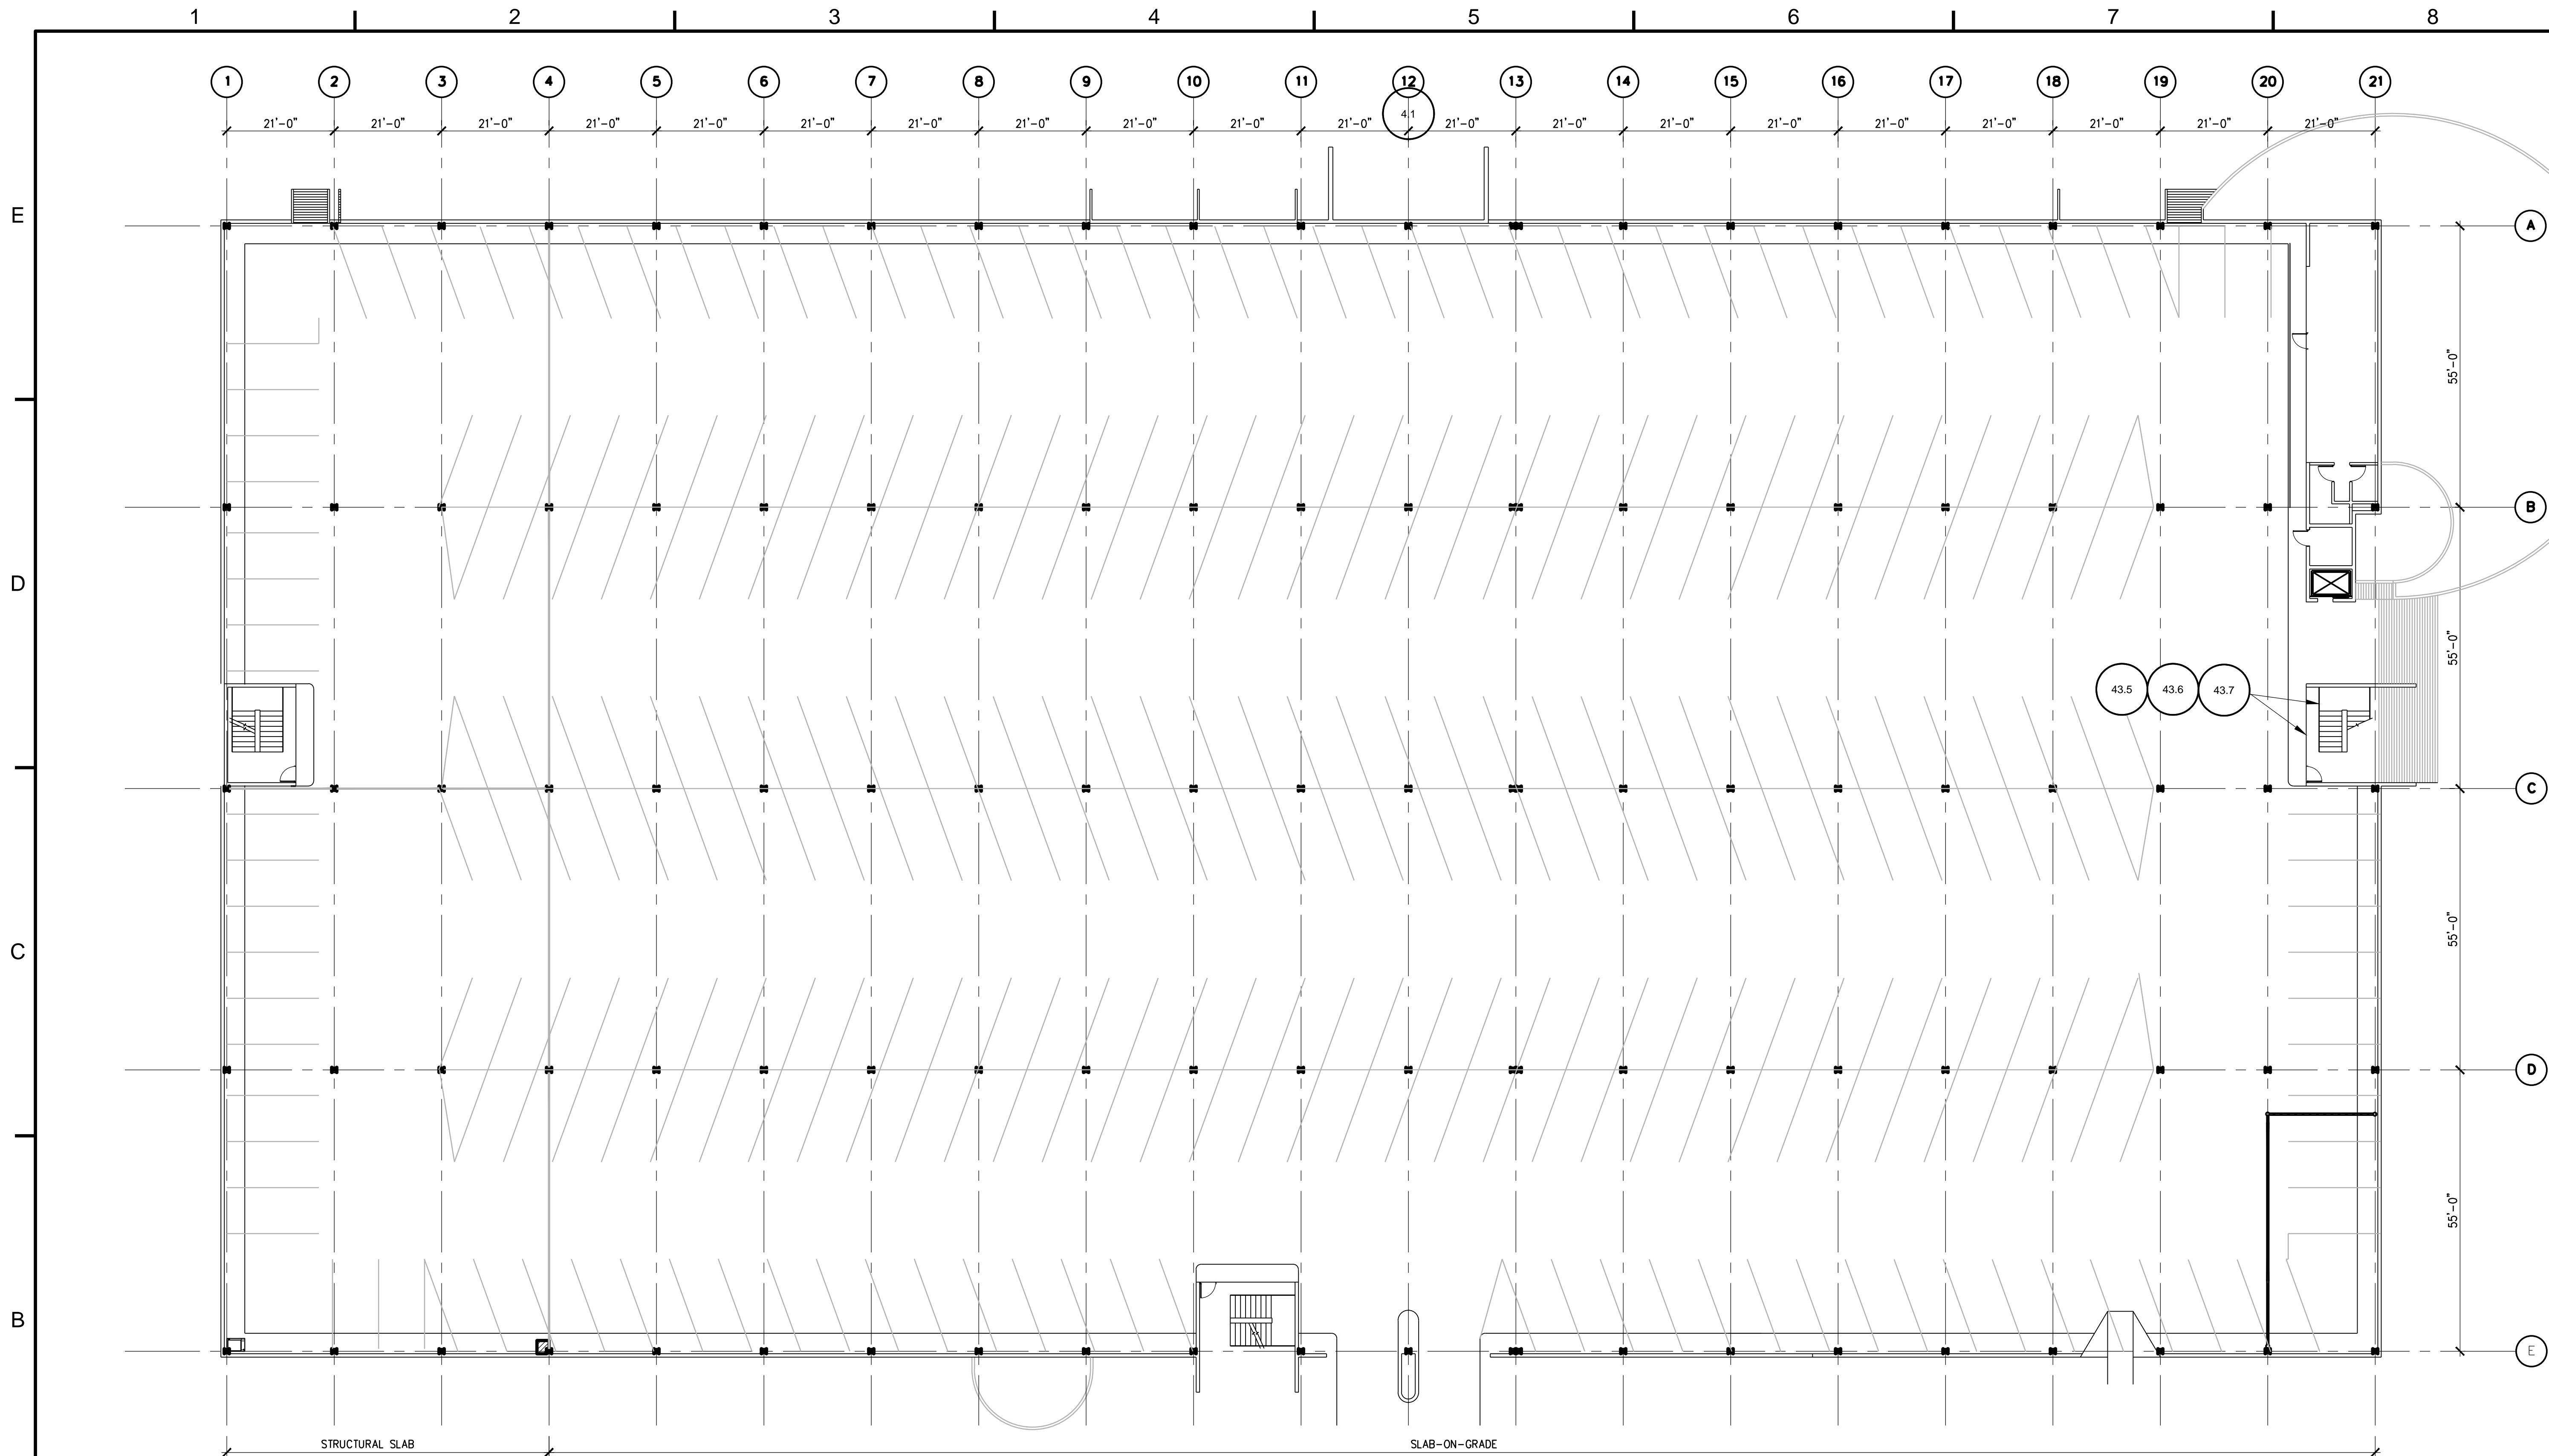 1 2 3 4 5 6 7 8
1 2 3 4 5 6 7 8 9 10 11 12 13 14 15 16 17 18 19 20 21
4.1
21'-0" 21'-0" 21'-0" 21'-0" 21'-0" 21'-0" 21'-0" 21'-0" 21'-0" 21'-0" 21'-0" 21'-0" 21'-0" 21'-0" 21'-0" 21'-0" 21'-0" 21'-0" 21'-0" 21'-0"
E
A
55'-0"
B
D
55'-0"
43.5 43.6 43.7
C
C
55'-0"
D
55'-0"
B
E
STRUCTURAL SLAB SLAB-ON-GRADE